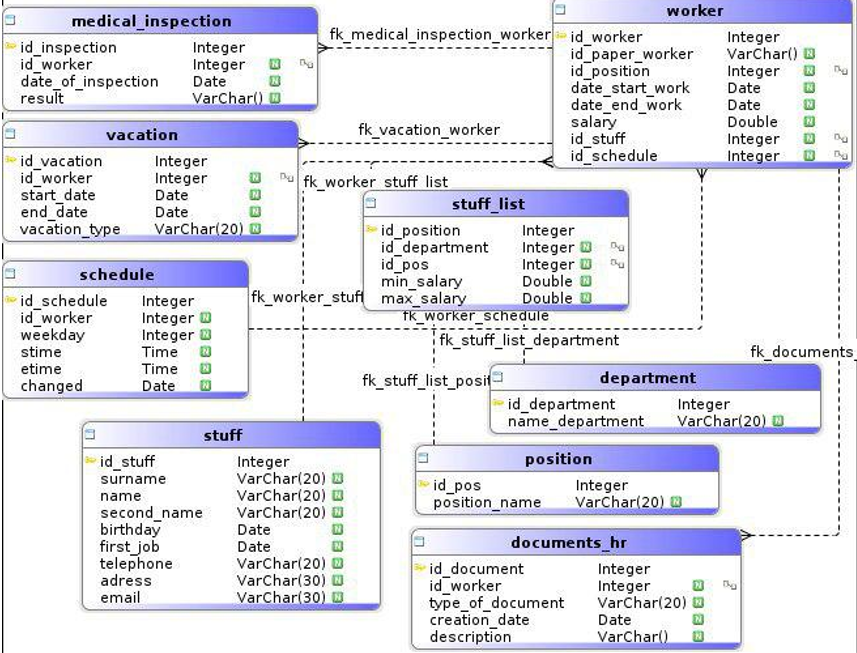 medical_inspection
id_inspection Integer
id_worker Integer N
date_of_inspection Date N
result VarChar() N
fk_medical_inspection_worker
worker
id_worker Integer
id_paper_worker VarChar() N
id_position Integer N
date_start_work Date N
date_end_work Date N
salary Double N
id_stuff Integer N
id_schedule Integer N
vacation
id_vacation Integer
id_worker Integer N
start_date Date N
end_date Date N
vacation_type VarChar(20) N
fk_vacation_worker
fk_worker_stuff_list
stuff_list
id_position Integer
id_department Integer N
id_pos Integer N
min_salary Double N
max_salary Double N
schedule
id_schedule Integer
id_worker Integer N
weekday Integer N
stime Time N
etime Time N
changed Date N
fk_worker_stuff
fk_worker_schedule
fk_stuff_list_department
fk_documents_
fk_stuff_list_posit
department
id_department Integer
name_department VarChar(20) N
stuff
id_stuff Integer
surname VarChar(20) N
name VarChar(20) N
second_name VarChar(20) N
birthday Date N
first_job Date N
telephone VarChar(20) N
adress VarChar(30) N
email VarChar(30) N
position
id_pos Integer
position_name VarChar(20) N
documents_hr
id_document Integer
id_worker Integer N
type_of_document VarChar(20) N
creation_date Date N
description VarChar() N